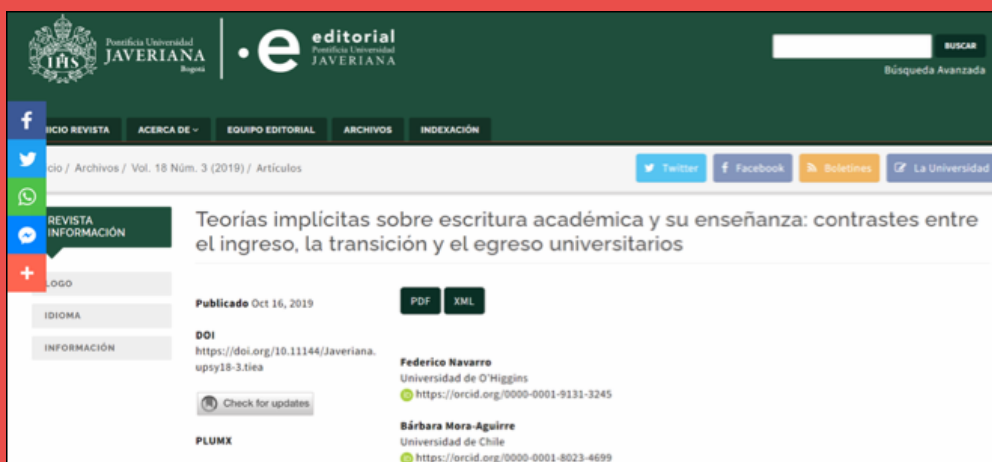 IHS
Pontificia Universidad
JAVERIANA
Bogotá
e
editorial
Pontificia Universidad
JAVERIANA
BUSCAR
Búsqueda Avanzada
f
NICIO REVISTA ACERCA DE EQUIPO EDITORIAL ARCHIVOS INDEXACIÓN
cio / Archivos / Vol. 18 Núm. 3 (2019) / Artículos
Twitter f Facebook Boletines La Universidad
REVISTA
INFORMACIÓN
LOGO
IDIOMA
INFORMACIÓN
Teorías implícitas sobre escritura académica y su enseñanza: contrastes entre
el ingreso, la transición y el egreso universitarios
Publicado Oct 16, 2019
PDF XML
DOI
https://doi.org/10.11144/Javeriana.
upsy18-3.tiea
Check for updates
PLUMX
Federico Navarro
Universidad de O'Higgins
iD https://orcid.org/0000-0001-9131-3245
Bárbara Mora-Aguirre
Universidad de Chile
iD https://orcid.org/0000-0001-8023-4699